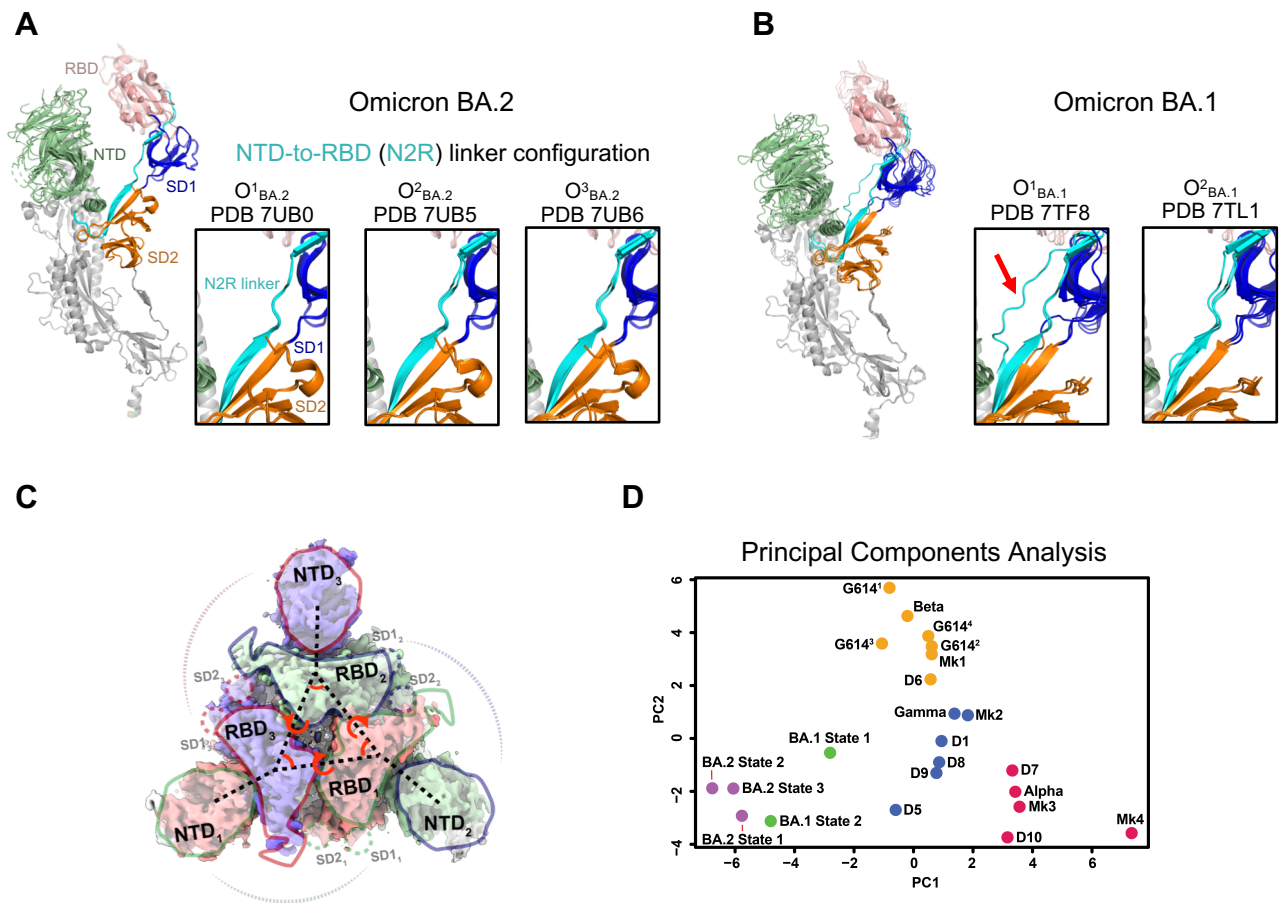 A
RBD
NTD
SD1
SD2
Omicron BA.2
NTD-to-RBD (N2R) linker configuration
O¹BA.2
PDB 7UB0
N2R linker
SD1
SD2
O²BA.2
PDB 7UB5
O³BA.2
PDB 7UB6
B
Omicron BA.1
O¹BA.1
PDB 7TF8
O²BA.1
PDB 7TL1
C
NTD₃
SD1₂
RBD₂
SD2₃
SD2₂
RBD₃
SD1₃
RBD₁
NTD₁
NTD₂
SD2₁
SD1₁
D
Principal Components Analysis
PC2
6
4
2
0
−2
−4
G614¹
Beta
G614⁴
G614³
G614²
Mk1
D6
Gamma
Mk2
BA.1 State 1
D1
BA.2 State 2
D8
D9
D7
BA.2 State 3
Alpha
D5
Mk3
BA.1 State 2
Mk4
BA.2 State 1
D10
−6
−4
−2
0
2
4
6
PC1